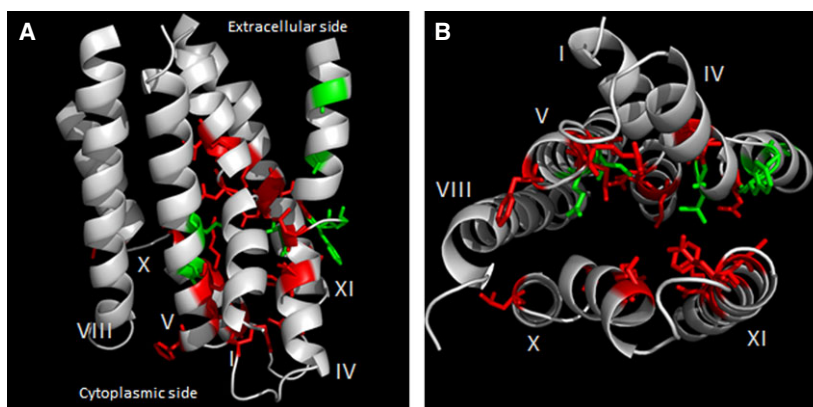 A
Extracellular side
X
XI
VIII
V
I
IV
Cytoplasmic side
B
I
IV
V
VIII
X
XI